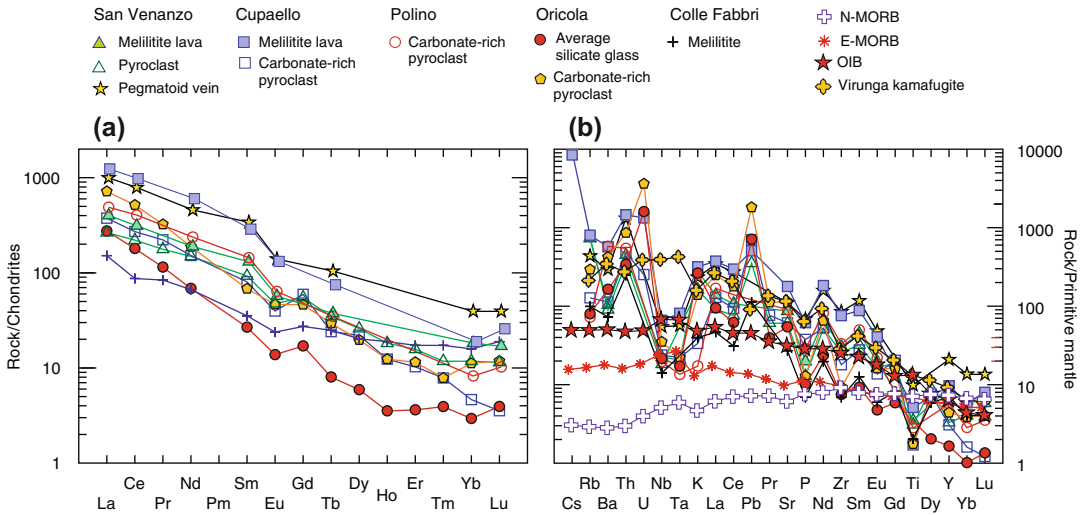 San Venanzo
Melilitite lava
Pyroclast
Pegmatoid vein
Cupaello
Melilitite lava
Carbonate-rich
pyroclast
Polino
Carbonate-rich
pyroclast
Oricola
Average
silicate glass
Carbonate-rich
pyroclast
Colle Fabbri
Melilitite
N-MORB
E-MORB
OIB
Virunga kamafugite
(a)
Rock/Chondrites
1000
100
10
1
Ce Nd Sm Gd Dy Er Yb
La Pr Pm Eu Tb Ho Tm Lu
(b)
10000
1000
100
10
1
Rock/Primitive mantle
Rb Th Nb K Ce Pr P Zr Eu Ti Y Lu
Cs Ba U Ta La Pb Sr Nd Sm Gd Dy Yb